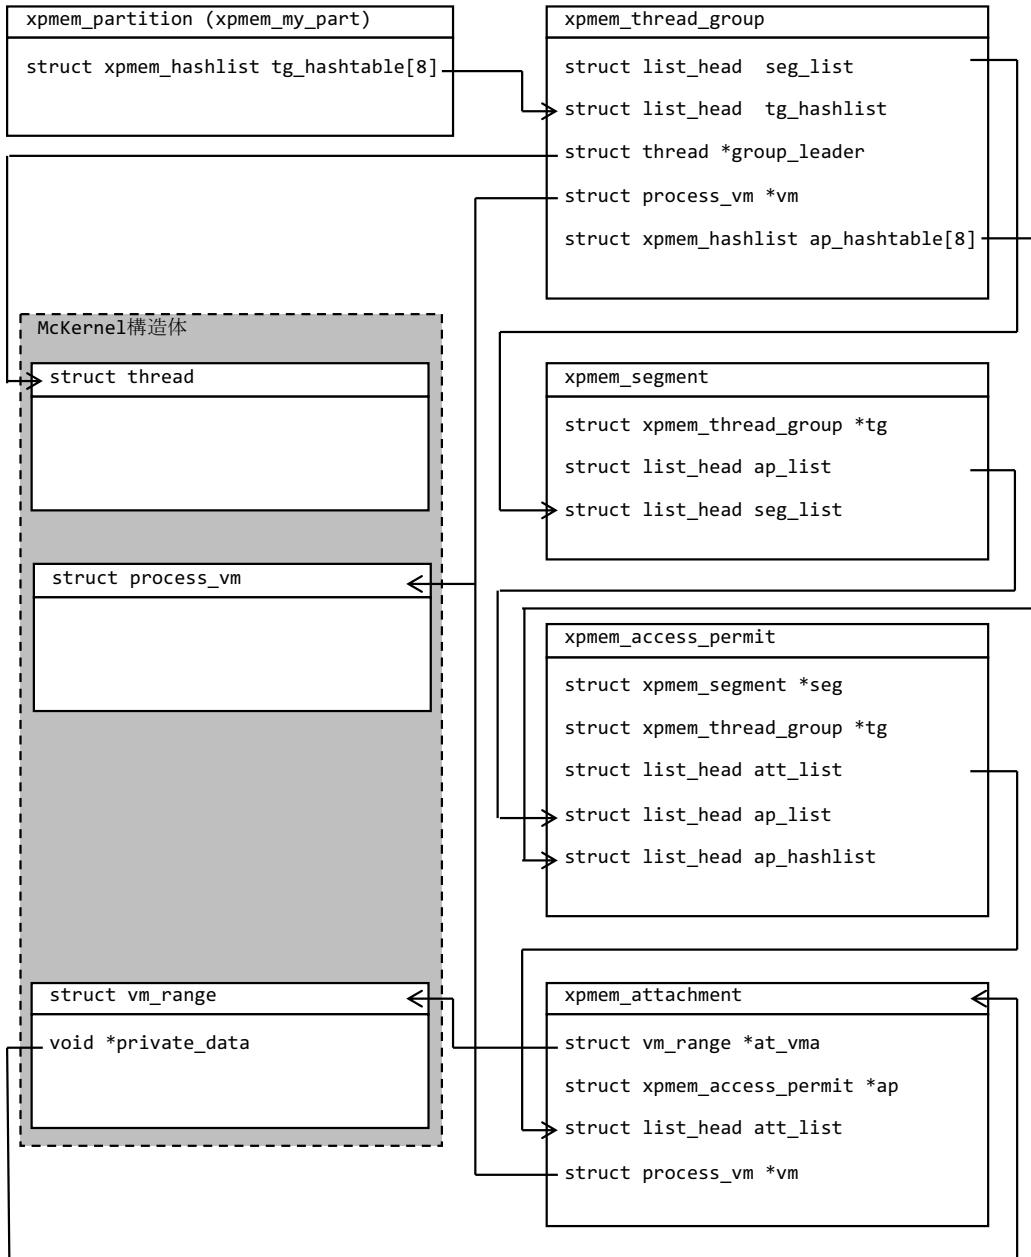 xpmem_partition (xpmem_my_part)
struct xpmem_hashlist tg_hashtable[8]
xpmem_thread_group
struct list_head  seg_list
struct list_head  tg_hashlist
struct thread *group_leader
struct process_vm *vm
struct xpmem_hashlist ap_hashtable[8]
McKernel構造体
struct thread
xpmem_segment
struct xpmem_thread_group *tg
struct list_head ap_list
struct list_head seg_list
struct process_vm
xpmem_access_permit
struct xpmem_segment *seg
struct xpmem_thread_group *tg
struct list_head att_list
struct list_head ap_list
struct list_head ap_hashlist
struct vm_range
void *private_data
xpmem_attachment
struct vm_range *at_vma
struct xpmem_access_permit *ap
struct list_head att_list
struct process_vm *vm